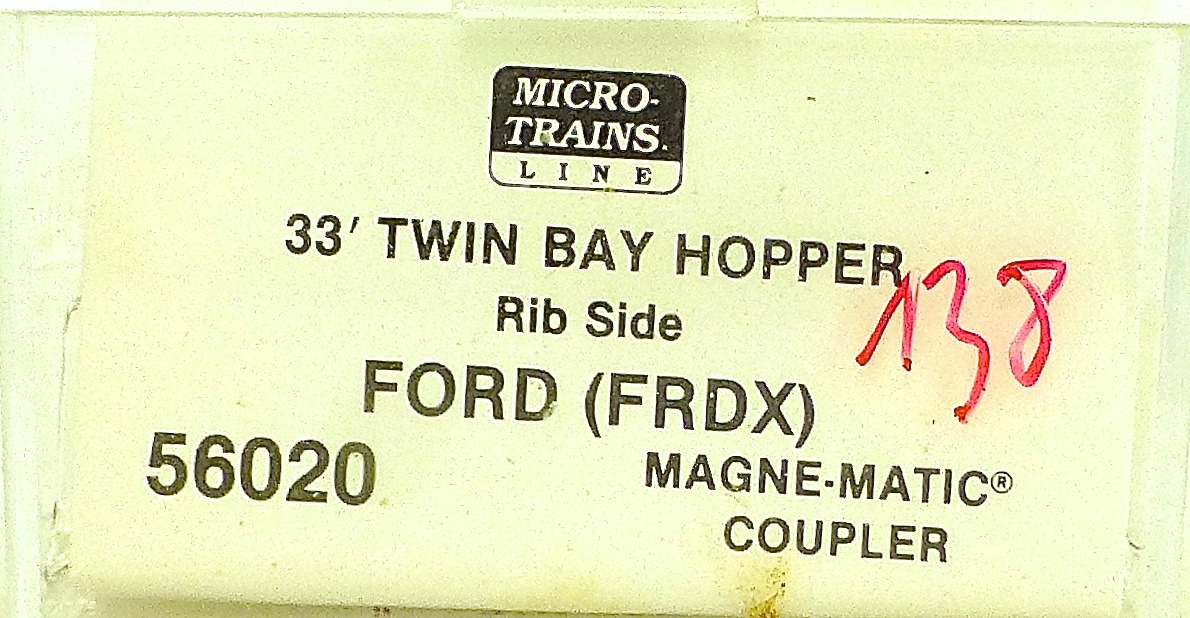 MICRO-
TRAINS.
LINE
33' TWIN BAY HOPPER
138
Rib Side
FORD (FRDX)
56020
MAGNE-MATIC®
COUPLER